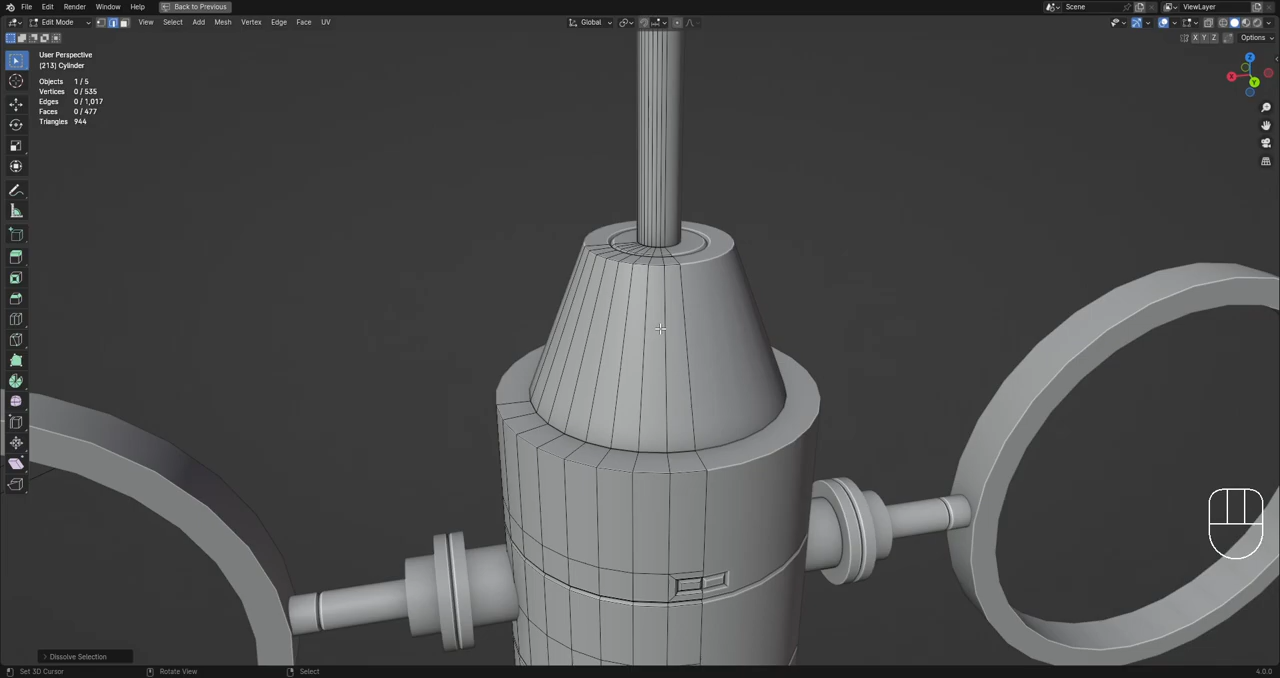 File Edit Render Window Help Back to Previous Scene ViewLayer
Edit Mode View Select Add Mesh Vertex Edge Face UV Global
X Y Z Options
User Perspective
(213) Cylinder
Objects 1 / 5
Vertices 0 / 535
Edges 0 / 1,017
Faces 0 / 477
Triangles 944
Z
X
Y
> Dissolve Selection
Set 3D Cursor Rotate View Select 4.0.0